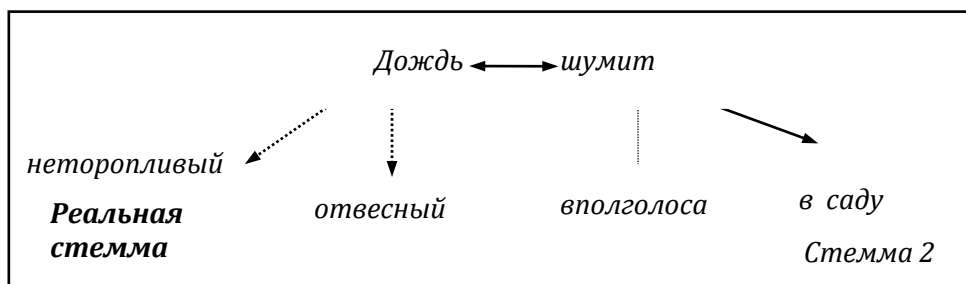 Дождь шумит
неторопливый
отвесный вполголоса в саду
Реальная
стемма
Стемма 2